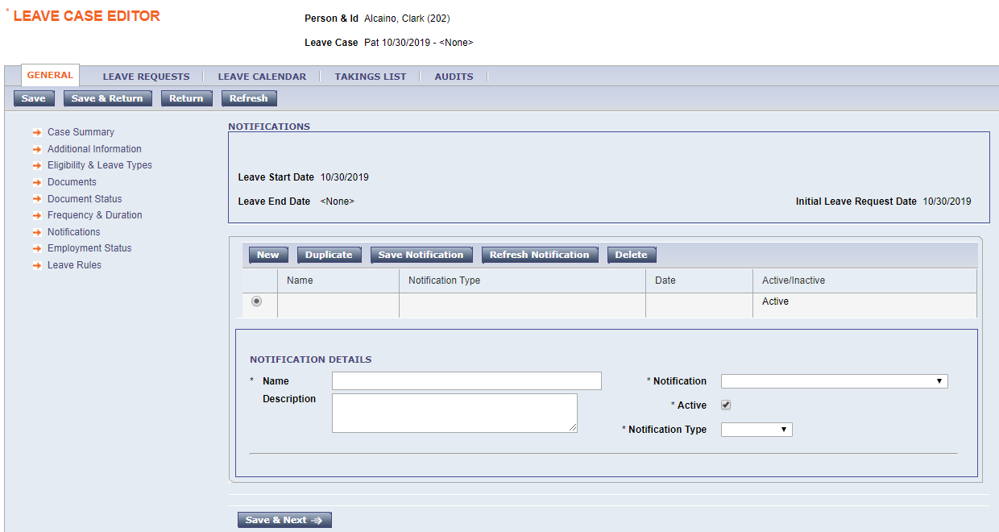 * LEAVE CASE EDITOR
Person & Id Alcaino, Clark (202)
Leave Case Pat 10/30/2019 - <None>
GENERAL LEAVE REQUESTS LEAVE CALENDAR TAKINGS LIST AUDITS
Save Save & Return Return Refresh
Case Summary
Additional Information
Eligibility & Leave Types
Documents
Document Status
Frequency & Duration
Notifications
Employment Status
Leave Rules
NOTIFICATIONS
Leave Start Date 10/30/2019
Leave End Date <None> Initial Leave Request Date 10/30/2019
New Duplicate Save Notification Refresh Notification Delete
Name Notification Type Date Active/Inactive
Active
NOTIFICATION DETAILS
* Name * Notification
Description
* Active
* Notification Type
Save & Next